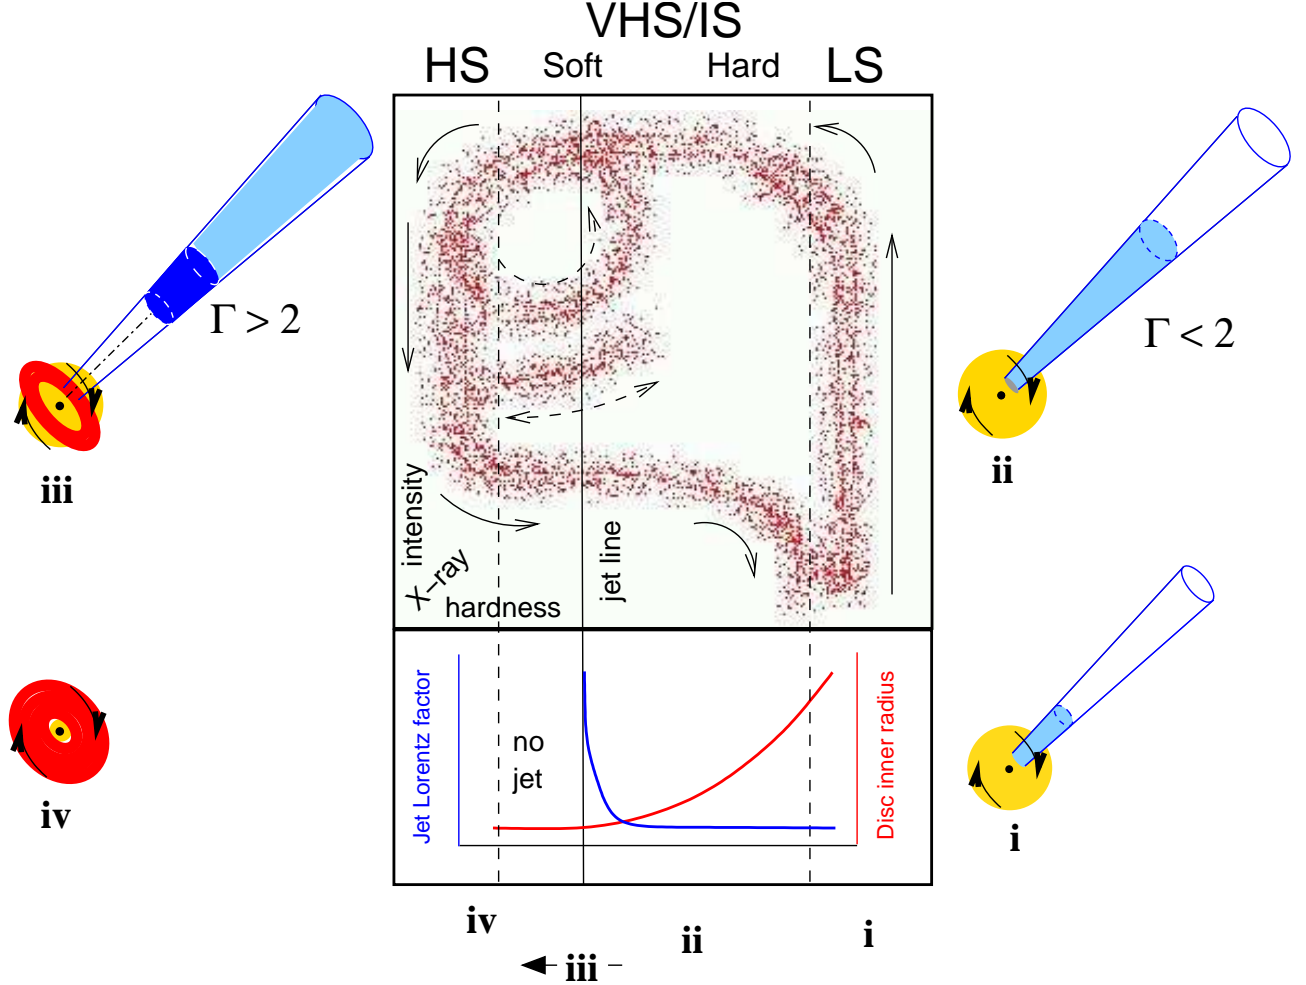 VHS/IS
HS
Soft
Hard
LS
Γ > 2
Γ < 2
iii
ii
intensity
X-ray
hardness
jet line
Jet Lorentz factor
no
jet
Disc inner radius
iv
i
iv
ii
i
iii